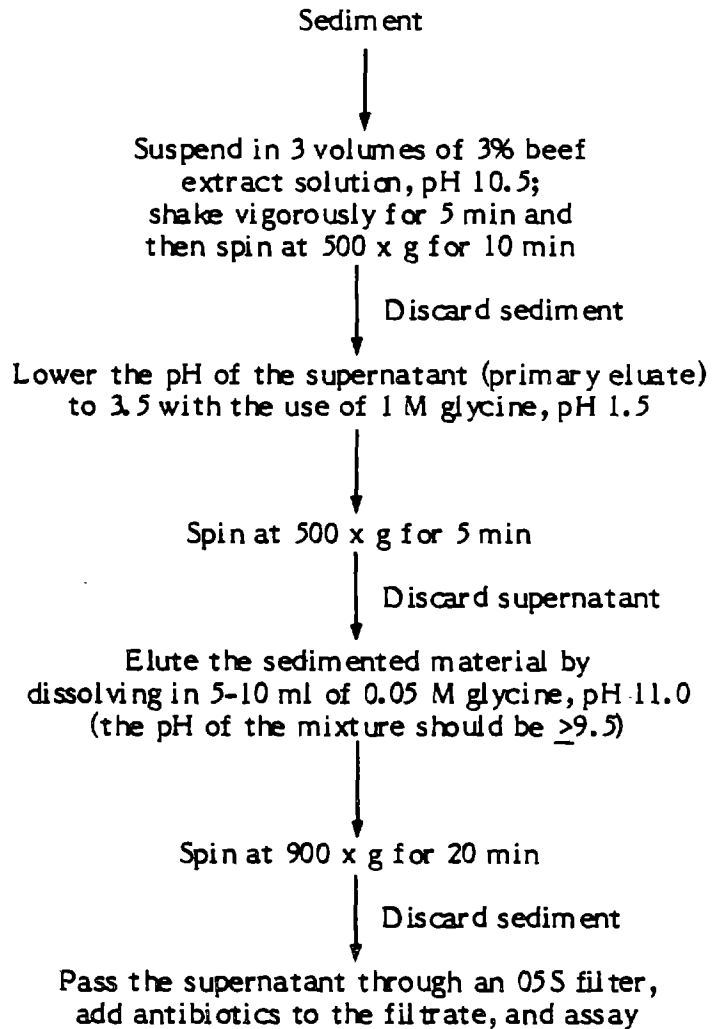 Sediment
Suspend in 3 volumes of 3% beef
extract solution, pH 10.5;
shake vigorously for 5 min and
then spin at 500 x g for 10 min
Discard sediment
Lower the pH of the supernatant (primary eluate)
to 3.5 with the use of 1 M glycine, pH 1.5
Spin at 500 x g for 5 min
Discard supernatant
Elute the sedimented material by
dissolving in 5-10 ml of 0.05 M glycine, pH 11.0
(the pH of the mixture should be ≥9.5)
Spin at 900 x g for 20 min
Discard sediment
Pass the supernatant through an 05S filter,
add antibiotics to the filtrate, and assay